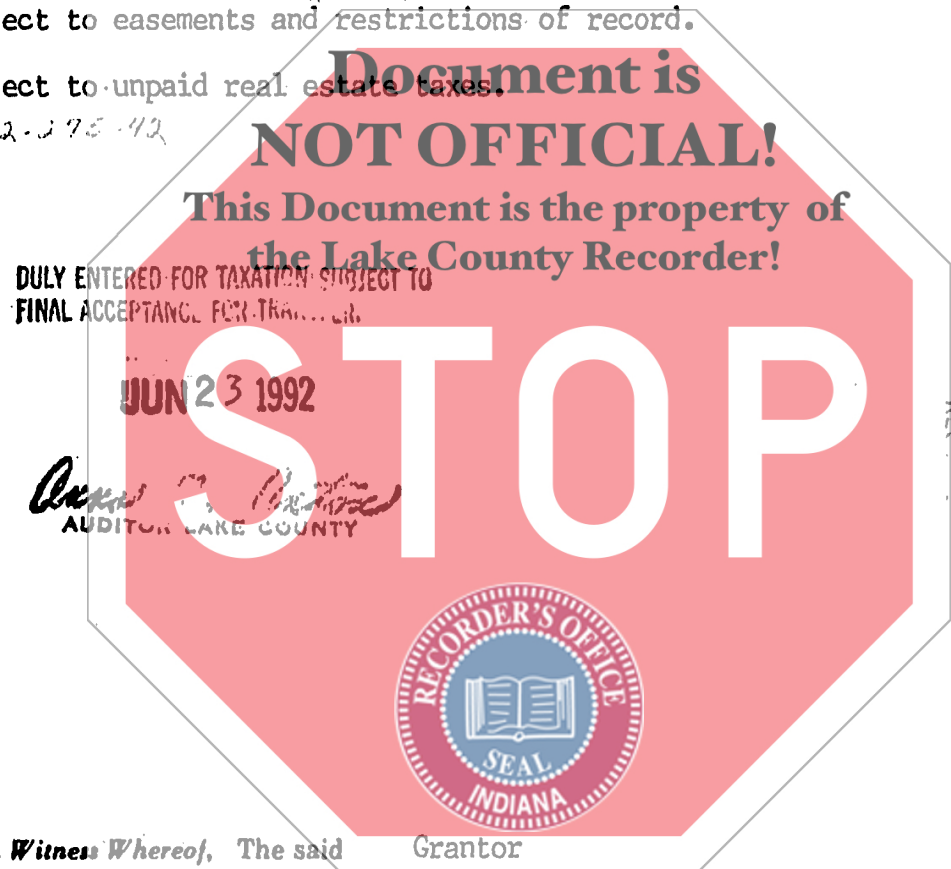 ect to easements and restrictions of record.
ect to unpaid real estate taxes.
Document is
NOT OFFICIAL!
This Document is the property of
the Lake County Recorder!
DULY ENTERED FOR TAXATION SUBJECT TO
FINAL ACCEPTANCE FOR TRANSFER.
JUN 23 1992
AUDITOR LAKE COUNTY
STOP
RECORDER'S OFFICE
SEAL
INDIANA
Witness Whereof, The said Grantor